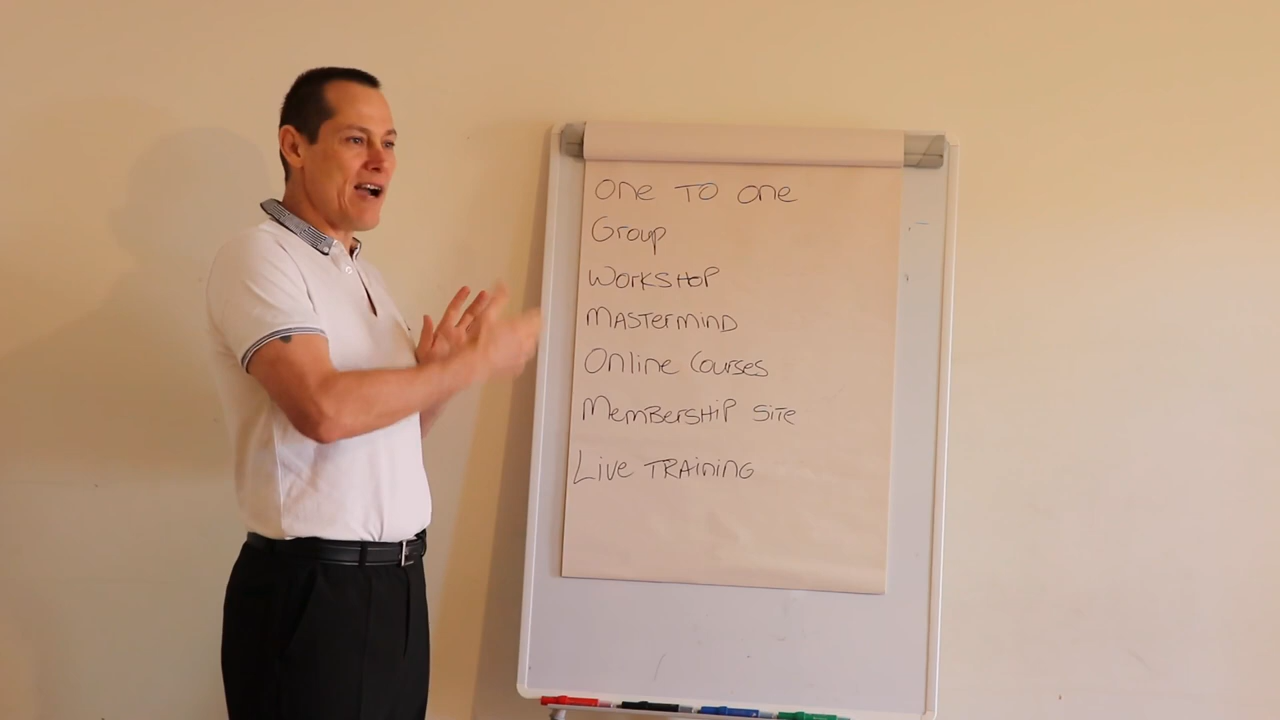 One to one
Group
Workshop
Mastermind
Online Courses
Membership Site
Live Training